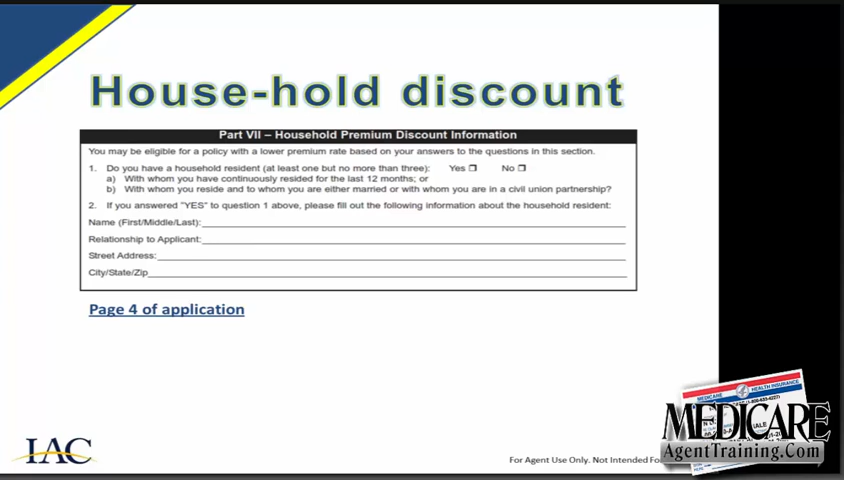 House-hold discount
Part VII – Household Premium Discount Information
You may be eligible for a policy with a lower premium rate based on your answers to the questions in this section.
1. Do you have a household resident (at least one but no more than three): Yes No
a) With whom you have continuously resided for the last 12 months; or
b) With whom you reside and to whom you are either married or with whom you are in a civil union partnership?
2. If you answered "YES" to question 1 above, please fill out the following information about the household resident:
Name (First/Middle/Last):
Relationship to Applicant:
Street Address:
City/State/Zip
Page 4 of application
MEDICARE HEALTH INSURANCE
MEDICARE
AgentTraining.Com
IAC
For Agent Use Only. Not Intended